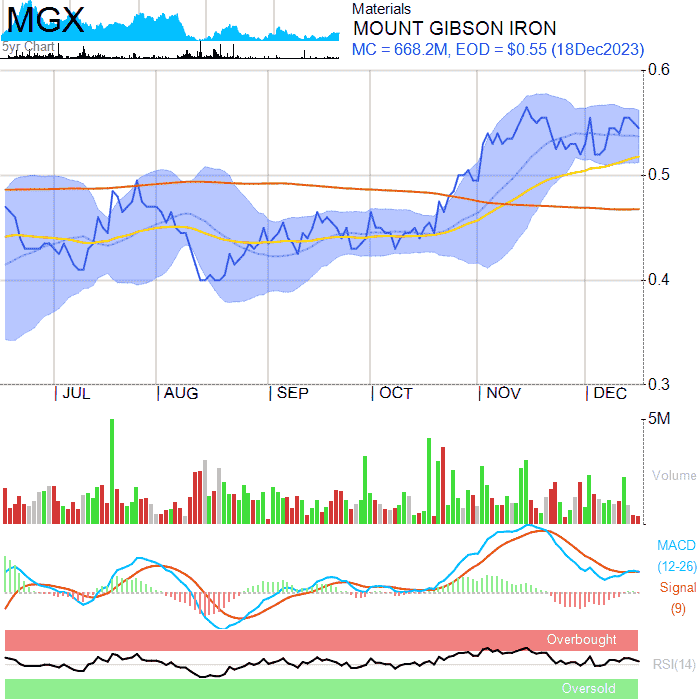 MGX
5yr Chart
Materials
MOUNT GIBSON IRON
MC = 668.2M, EOD = $0.55 (18Dec2023)
0.6
0.5
0.4
0.3
JUL AUG SEP OCT NOV DEC
5M
Volume
MACD
(12-26)
Signal
(9)
Overbought
RSI(14)
Oversold